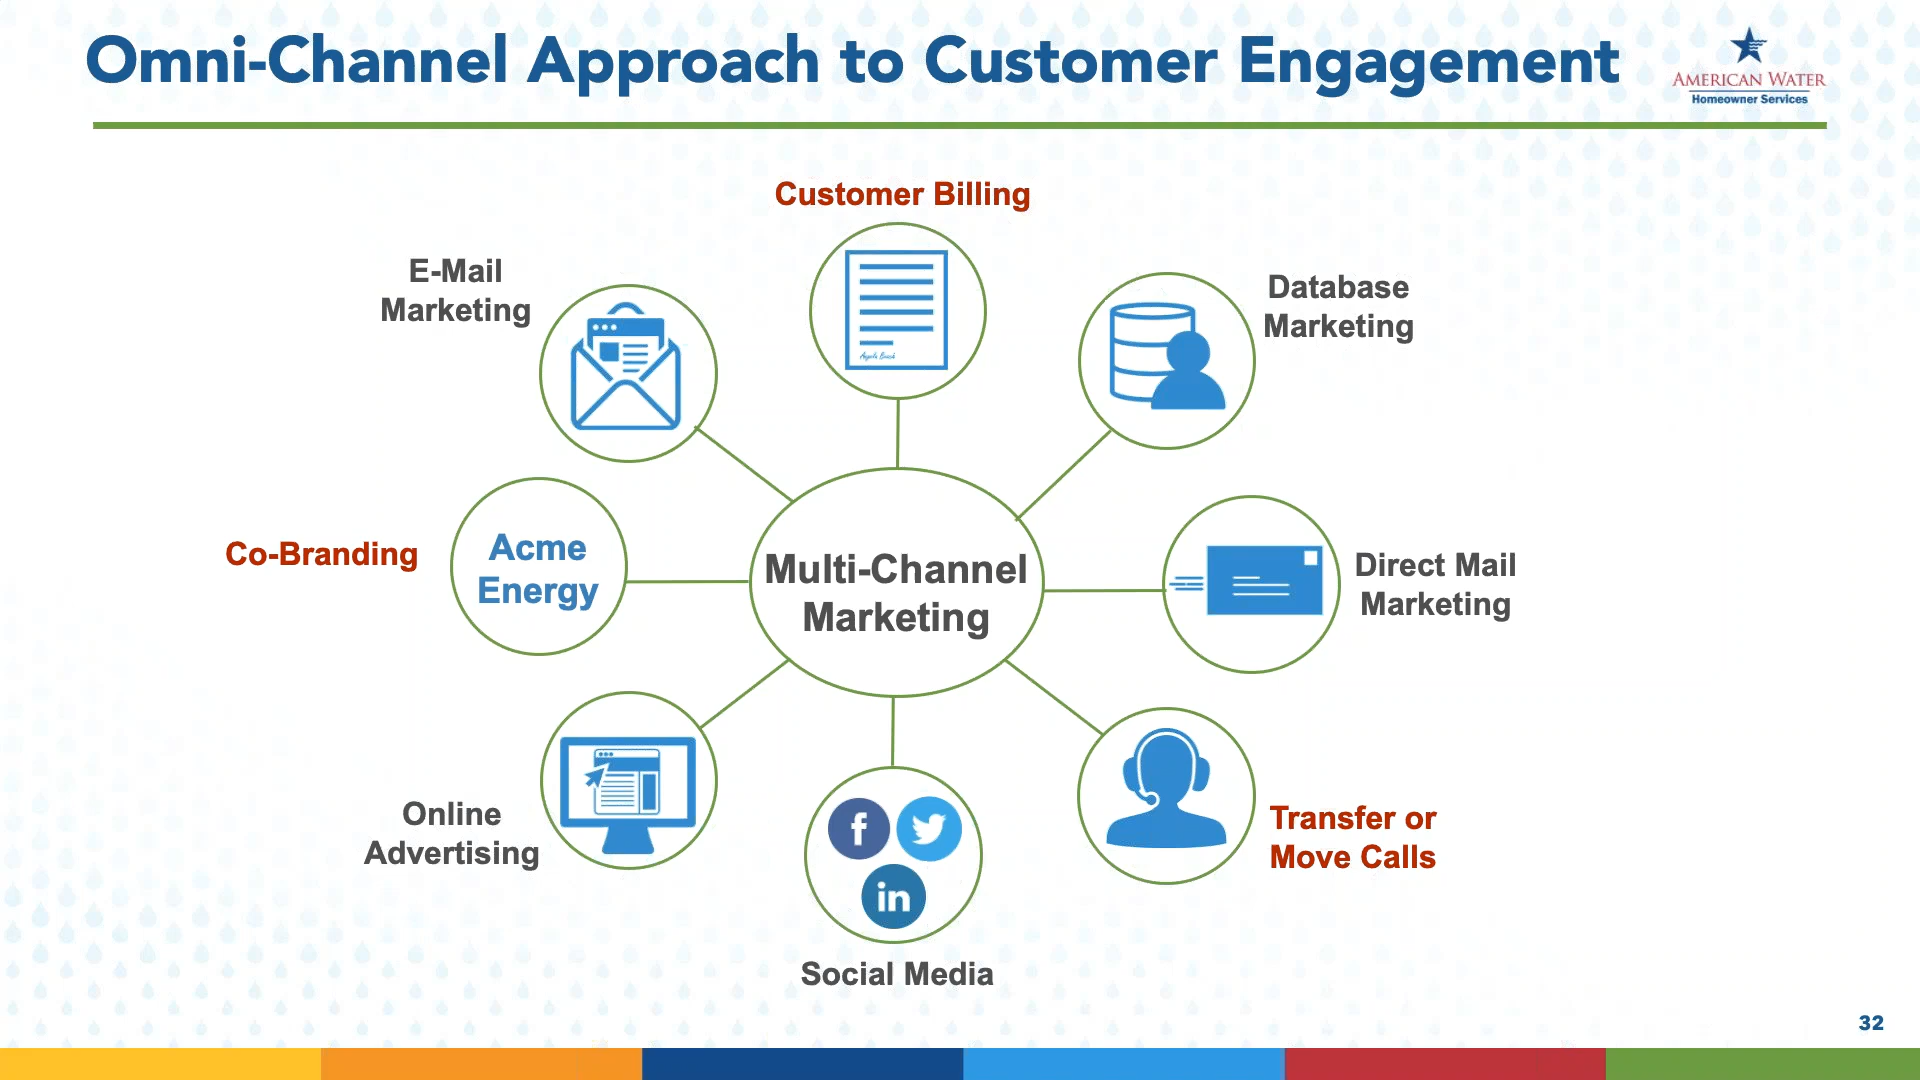 Omni-Channel Approach to Customer Engagement
AMERICAN WATER
Homeowner Services
Customer Billing
E-Mail
Marketing
Database
Marketing
Co-Branding
Acme
Energy
Multi-Channel
Marketing
Direct Mail
Marketing
Online
Advertising
f
in
Transfer or
Move Calls
Social Media
32